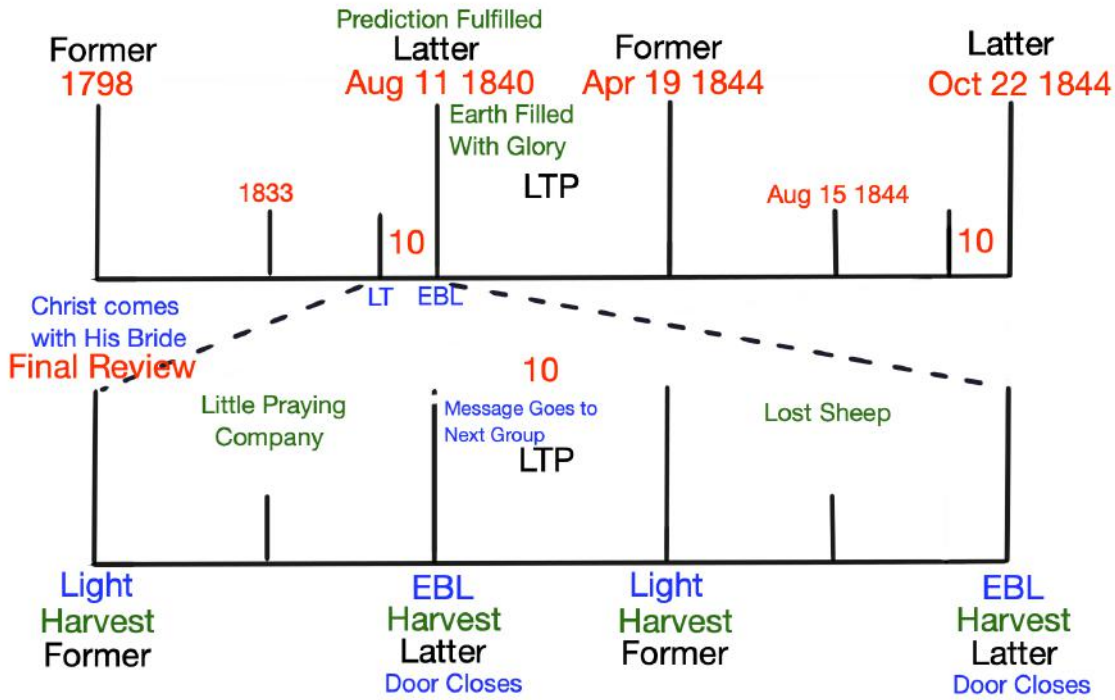 Prediction Fulfilled
Former
Latter
Former
Latter
1798
Aug 11 1840
Apr 19 1844
Oct 22 1844
Earth Filled
With Glory
LTP
1833
Aug 15 1844
10
10
LT
EBL
Christ comes
with His Bride
Final Review
10
Little Praying
Company
Message Goes to
Next Group
LTP
Lost Sheep
Light
EBL
Light
EBL
Harvest
Harvest
Harvest
Harvest
Former
Latter
Former
Latter
Door Closes
Door Closes